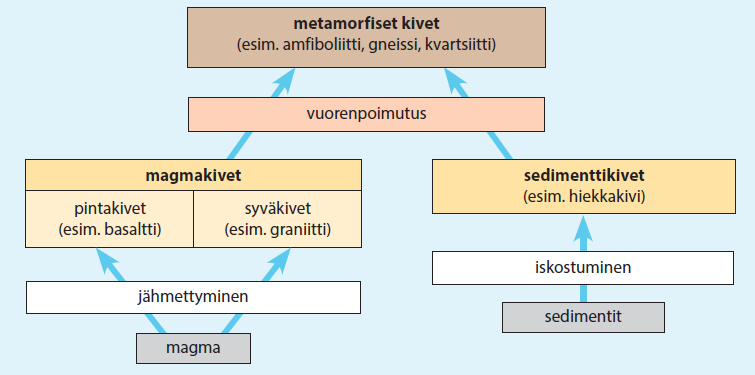 metamorfiset kivet
(esim. amfiboliitti, gneissi, kvartsiitti)
vuorenpoimutus
magmakivet
pintakivet
(esim. basaltti)
syväkivet
(esim. graniitti)
sedimenttikivet
(esim. hiekkakivi)
jähmettyminen
iskostuminen
magma
sedimentit